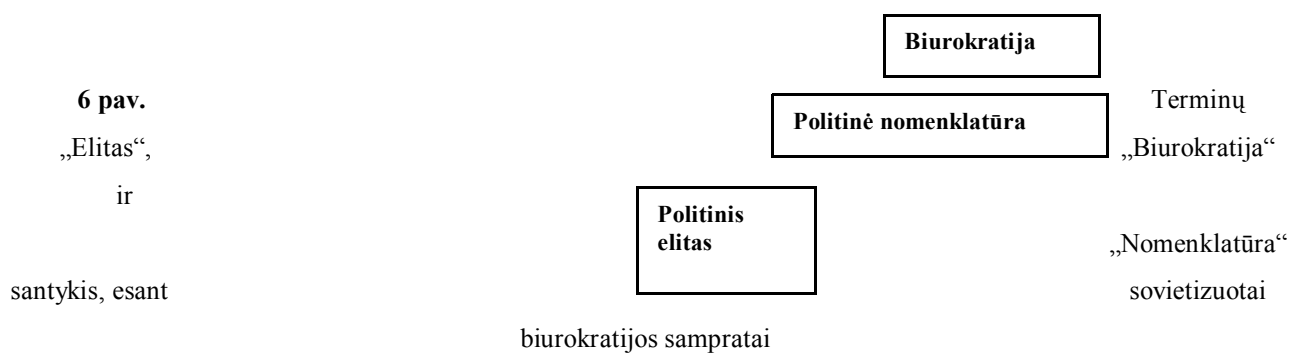 Biurokratija
6 pav. Terminų
Politinė nomenklatūra
„Elitas“, „Biurokratija“
ir
Politinis
elitas
„Nomenklatūra“
santykis, esant sovietizuotai
biurokratijos sampratai